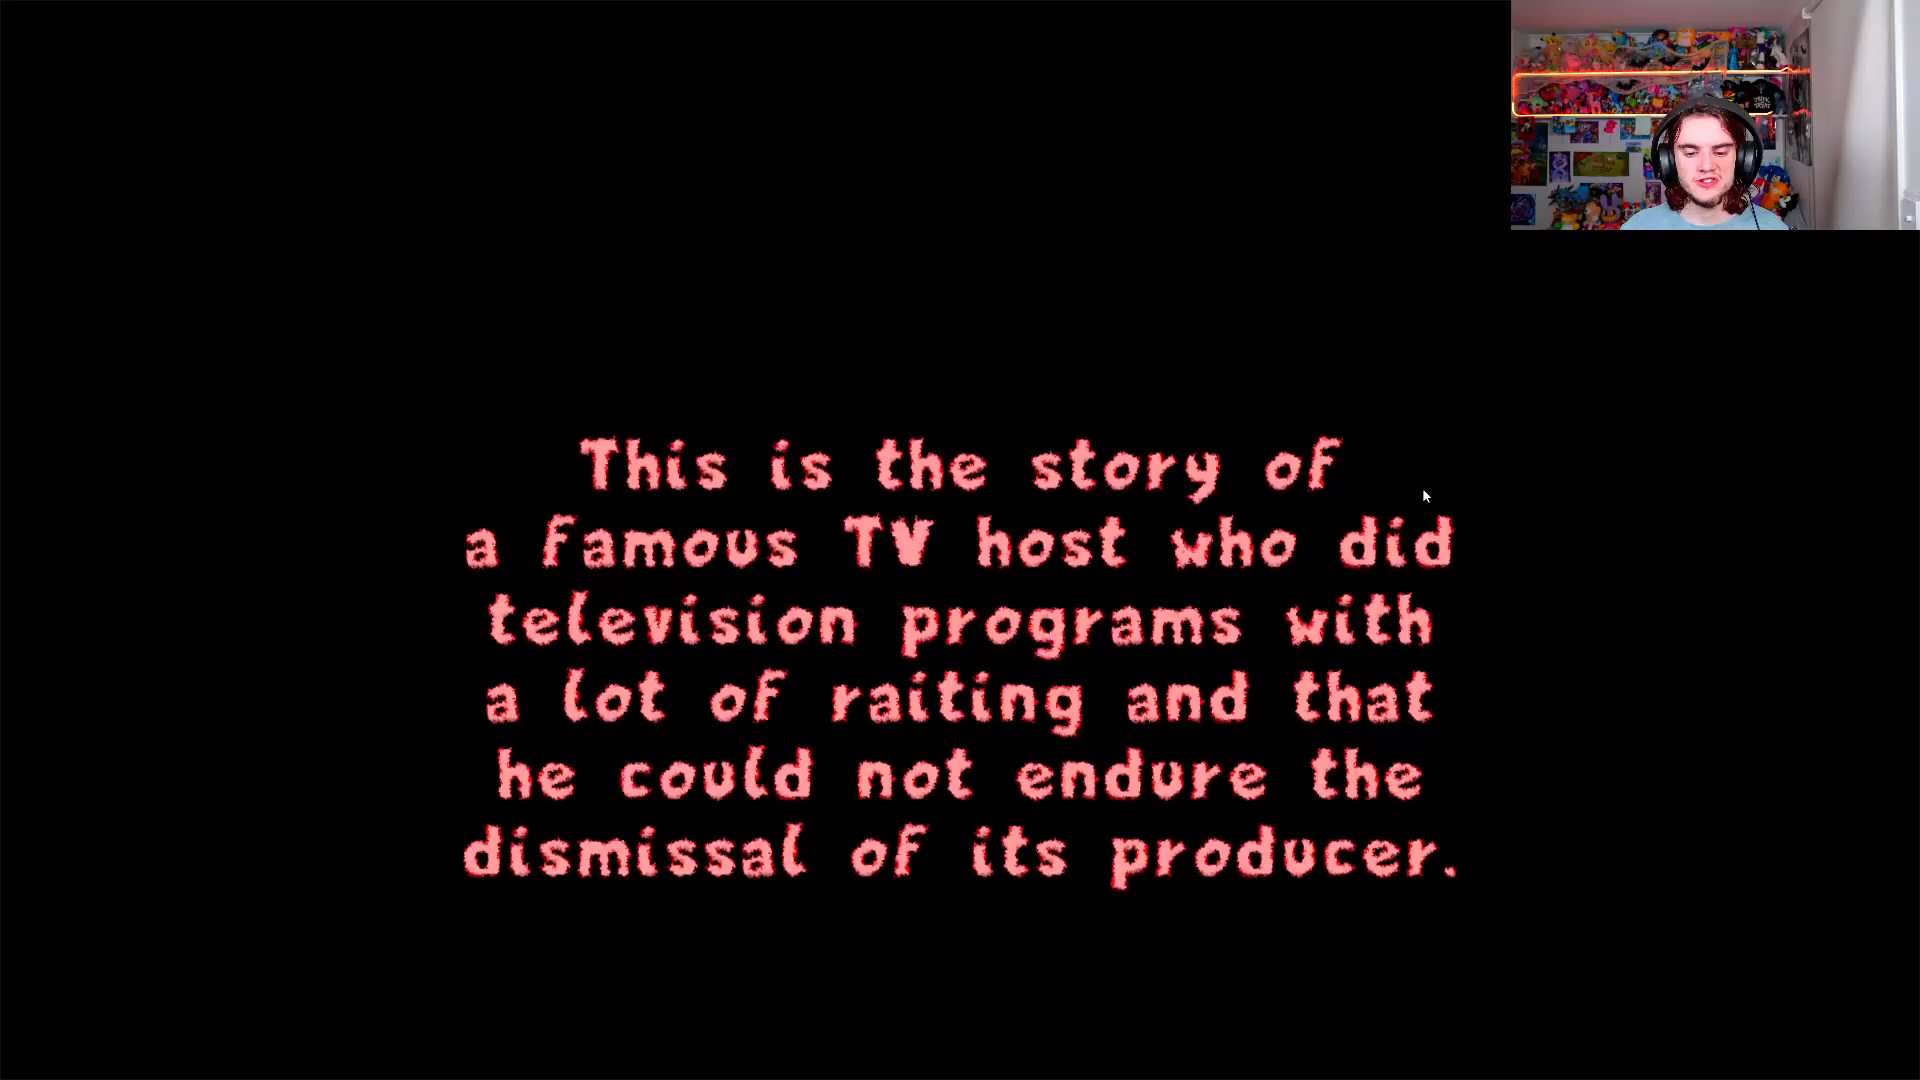 This is the story of
a famous TV host who did
television programs with
a lot of raiting and that
he could not endure the
dismissal of its producer.